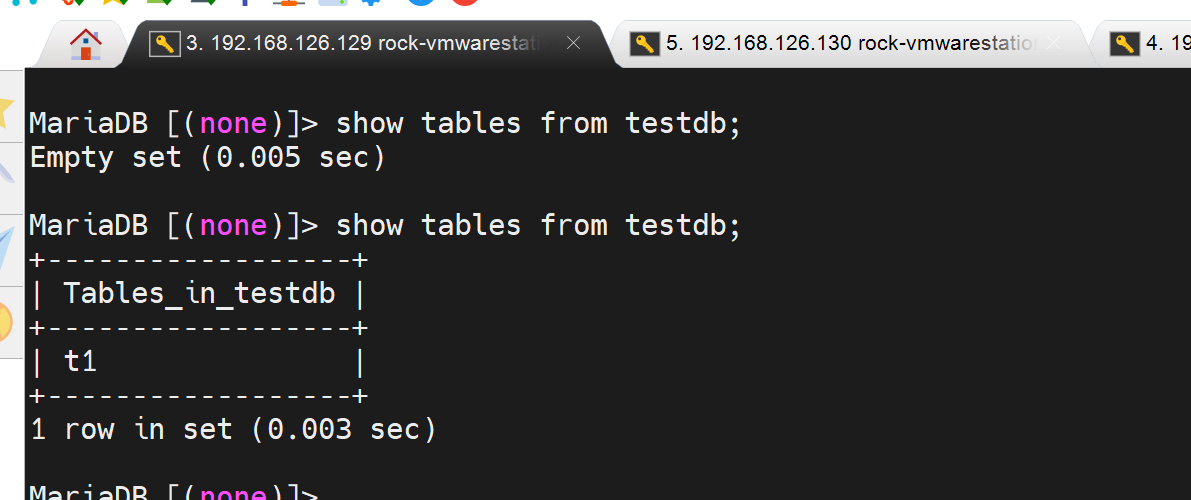 3. 192.168.126.129 rock-vmwarestati
5. 192.168.126.130 rock-vmwarestatio
4. 19
MariaDB [(none)]> show tables from testdb;
Empty set (0.005 sec)
MariaDB [(none)]> show tables from testdb;
+------------------+
| Tables_in_testdb |
+------------------+
| t1               |
+------------------+
1 row in set (0.003 sec)
MariaDB [(none)]>